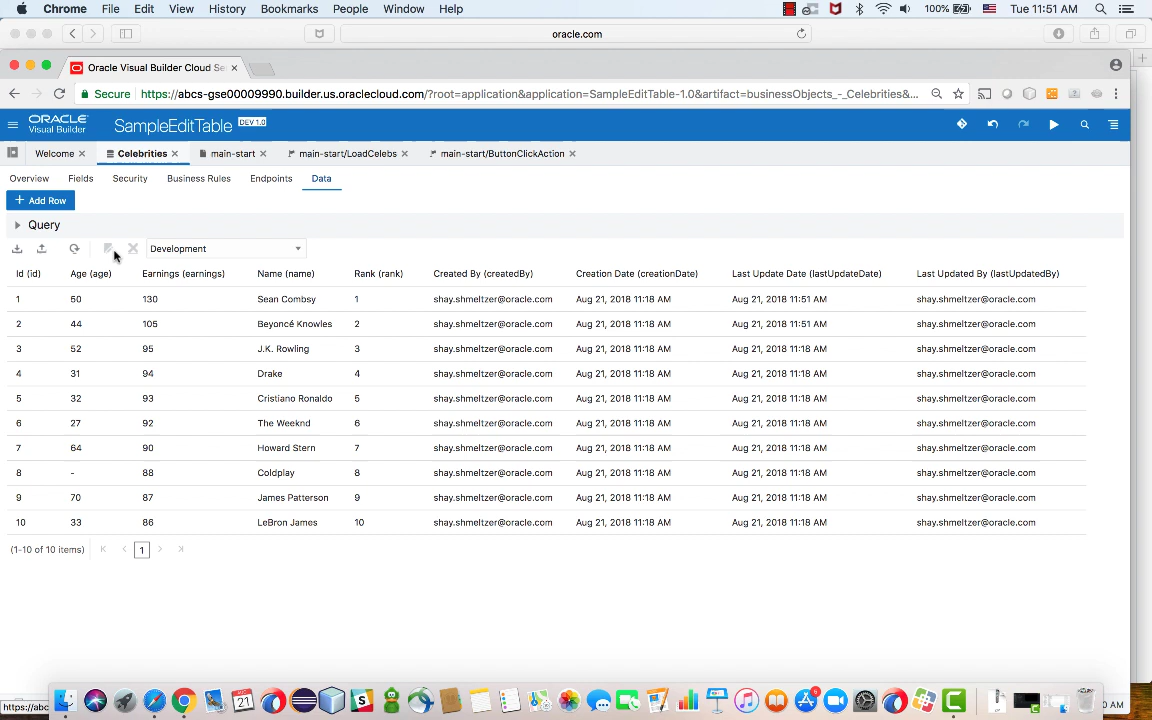 Chrome File Edit View History Bookmarks People Window Help 100% Tue 11:51 AM
oracle.com
Oracle Visual Builder Cloud Se
Secure https://abcs-gse00009990.builder.us.oraclecloud.com/?root=application&application=SampleEditTable-1.0&artifact=businessObjects_-_Celebrities&...
ORACLE Visual Builder SampleEditTable DEV 1.0
Welcome Celebrities main-start main-start/LoadCelebs main-start/ButtonClickAction
Overview Fields Security Business Rules Endpoints Data
+ Add Row
Query
Development
Id (id) Age (age) Earnings (earnings) Name (name) Rank (rank) Created By (createdBy) Creation Date (creationDate) Last Update Date (lastUpdateDate) Last Updated By (lastUpdatedBy)
1 50 130 Sean Combsy 1 shay.shmeltzer@oracle.com Aug 21, 2018 11:18 AM Aug 21, 2018 11:51 AM shay.shmeltzer@oracle.com
2 44 105 Beyoncé Knowles 2 shay.shmeltzer@oracle.com Aug 21, 2018 11:18 AM Aug 21, 2018 11:51 AM shay.shmeltzer@oracle.com
3 52 95 J.K. Rowling 3 shay.shmeltzer@oracle.com Aug 21, 2018 11:18 AM Aug 21, 2018 11:18 AM shay.shmeltzer@oracle.com
4 31 94 Drake 4 shay.shmeltzer@oracle.com Aug 21, 2018 11:18 AM Aug 21, 2018 11:18 AM shay.shmeltzer@oracle.com
5 32 93 Cristiano Ronaldo 5 shay.shmeltzer@oracle.com Aug 21, 2018 11:18 AM Aug 21, 2018 11:18 AM shay.shmeltzer@oracle.com
6 27 92 The Weeknd 6 shay.shmeltzer@oracle.com Aug 21, 2018 11:18 AM Aug 21, 2018 11:18 AM shay.shmeltzer@oracle.com
7 64 90 Howard Stern 7 shay.shmeltzer@oracle.com Aug 21, 2018 11:18 AM Aug 21, 2018 11:18 AM shay.shmeltzer@oracle.com
8 - 88 Coldplay 8 shay.shmeltzer@oracle.com Aug 21, 2018 11:18 AM Aug 21, 2018 11:18 AM shay.shmeltzer@oracle.com
9 70 87 James Patterson 9 shay.shmeltzer@oracle.com Aug 21, 2018 11:18 AM Aug 21, 2018 11:18 AM shay.shmeltzer@oracle.com
10 33 86 LeBron James 10 shay.shmeltzer@oracle.com Aug 21, 2018 11:18 AM Aug 21, 2018 11:18 AM shay.shmeltzer@oracle.com
(1-10 of 10 items) 1
https://abc